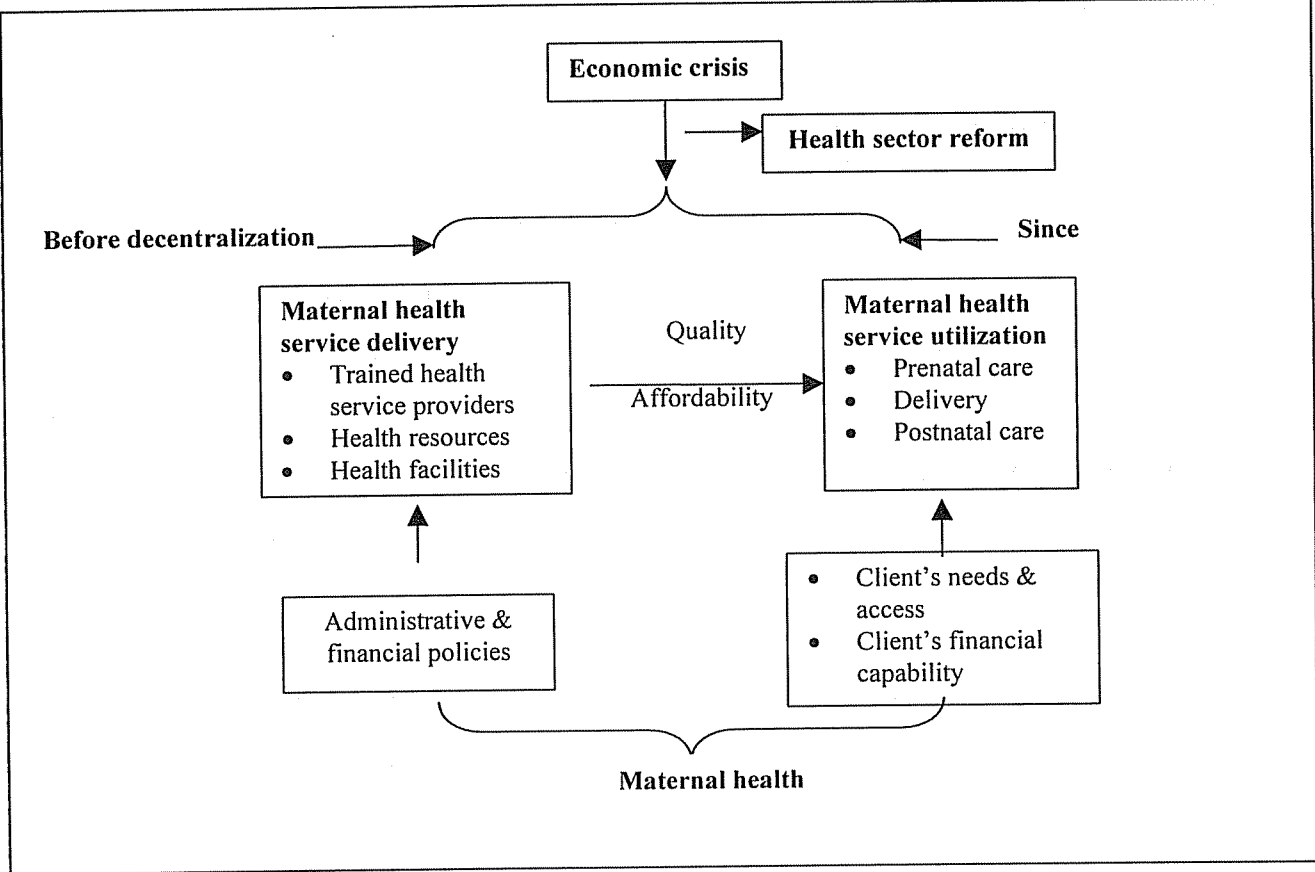 Economic crisis
Health sector reform
Before decentralization
Since
Maternal health
service delivery
• Trained health
service providers
• Health resources
• Health facilities
Quality
Affordability
Maternal health
service utilization
• Prenatal care
• Delivery
• Postnatal care
Administrative &
financial policies
• Client's needs &
access
• Client's financial
capability
Maternal health